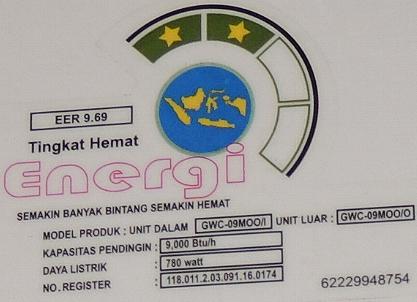 EER 9.69
Tingkat Hemat
Energi
SEMAKIN BANYAK BINTANG SEMAKIN HEMAT
MODEL PRODUK : UNIT DALAM GWC-09MOO/I UNIT LUAR : GWC-09MOO/O
KAPASITAS PENDINGIN : 9,000 Btu/h
DAYA LISTRIK : 780 watt
NO. REGISTER : 118.011.2.03.091.16.0174
62229948754